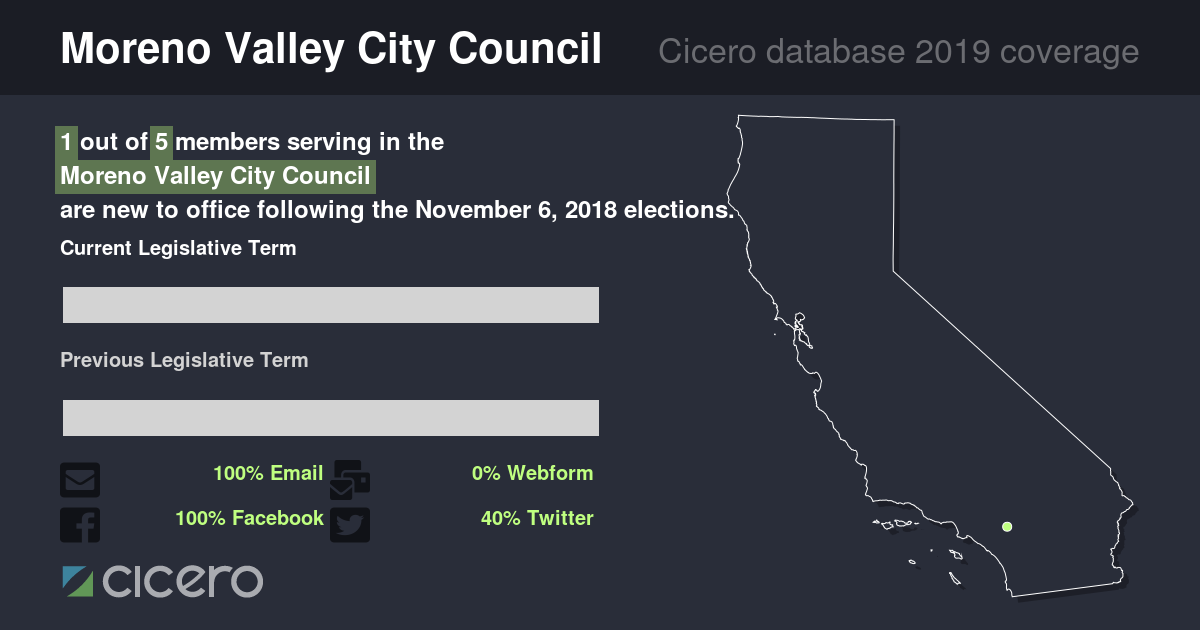 Moreno Valley City Council
Cicero database 2019 coverage
1 out of 5 members serving in the
Moreno Valley City Council
are new to office following the November 6, 2018 elections.
Current Legislative Term
Previous Legislative Term
100% Email
0% Webform
100% Facebook
40% Twitter
cicero